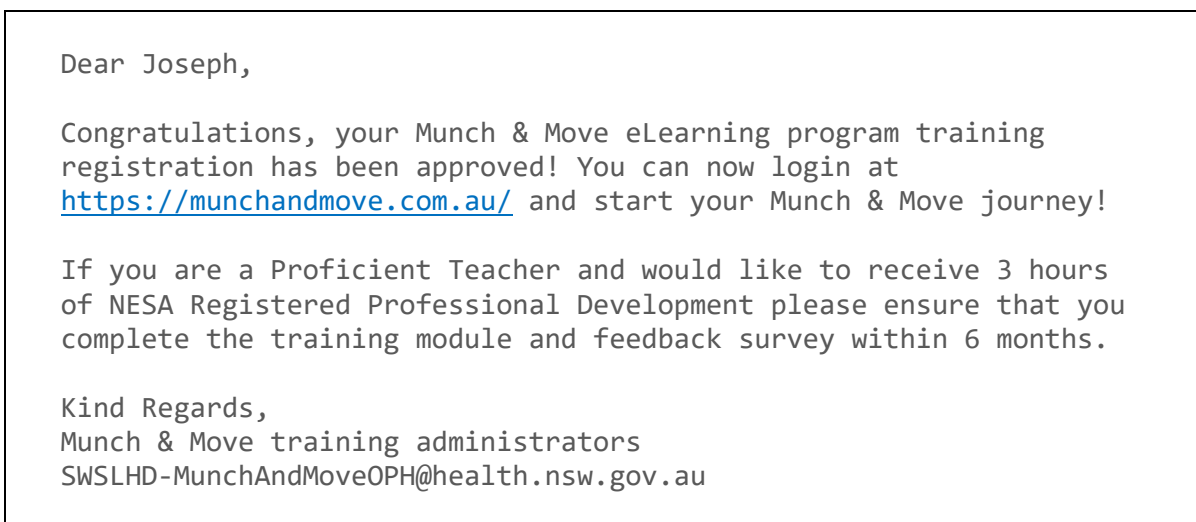 Dear Joseph,
Congratulations, your Munch & Move eLearning program training
registration has been approved! You can now login at
https://munchandmove.com.au/ and start your Munch & Move journey!
If you are a Proficient Teacher and would like to receive 3 hours
of NESA Registered Professional Development please ensure that you
complete the training module and feedback survey within 6 months.
Kind Regards,
Munch & Move training administrators
SWSLHD-MunchAndMoveOPH@health.nsw.gov.au